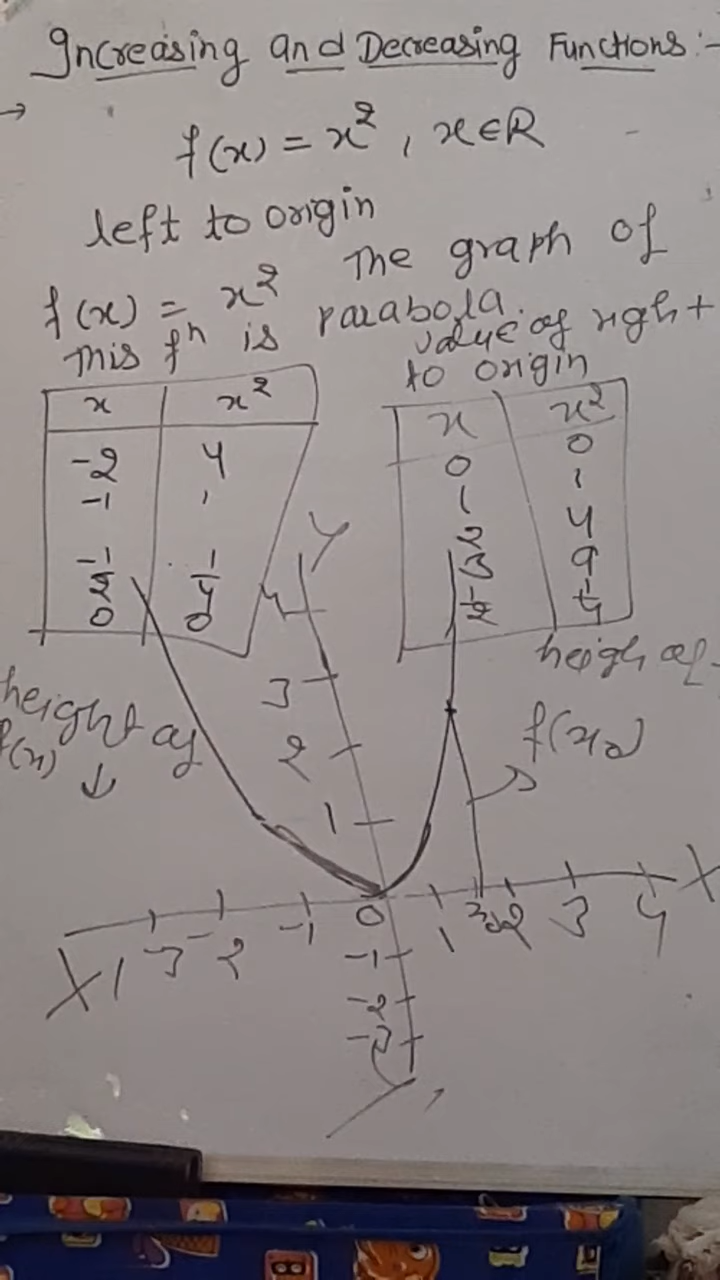 Increasing and Decreasing Functions :-
→ f(x) = x², x∈R
left to origin
The graph of
f(x) = x²
This fⁿ is parabola.
value of right
to origin
x x²
-2 4
-1 1
-1/2 1/4
0 0
x x²
0 0
1 1
2 4
3 9
1/2 1/4
Y
4
3
2
1
height of
f(x) ↓
heigh of
f(x)
X' -3 -2 -1 0 1 3/2 2 3 4 X
-1
-2
-3
Y'